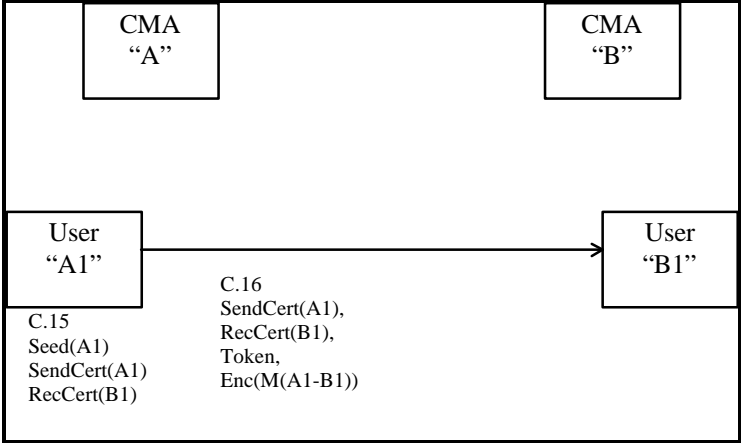 CMA
“A”
CMA
“B”
User
“A1”
User
“B1”
C.15
Seed(A1)
SendCert(A1)
RecCert(B1)
C.16
SendCert(A1),
RecCert(B1),
Token,
Enc(M(A1-B1))